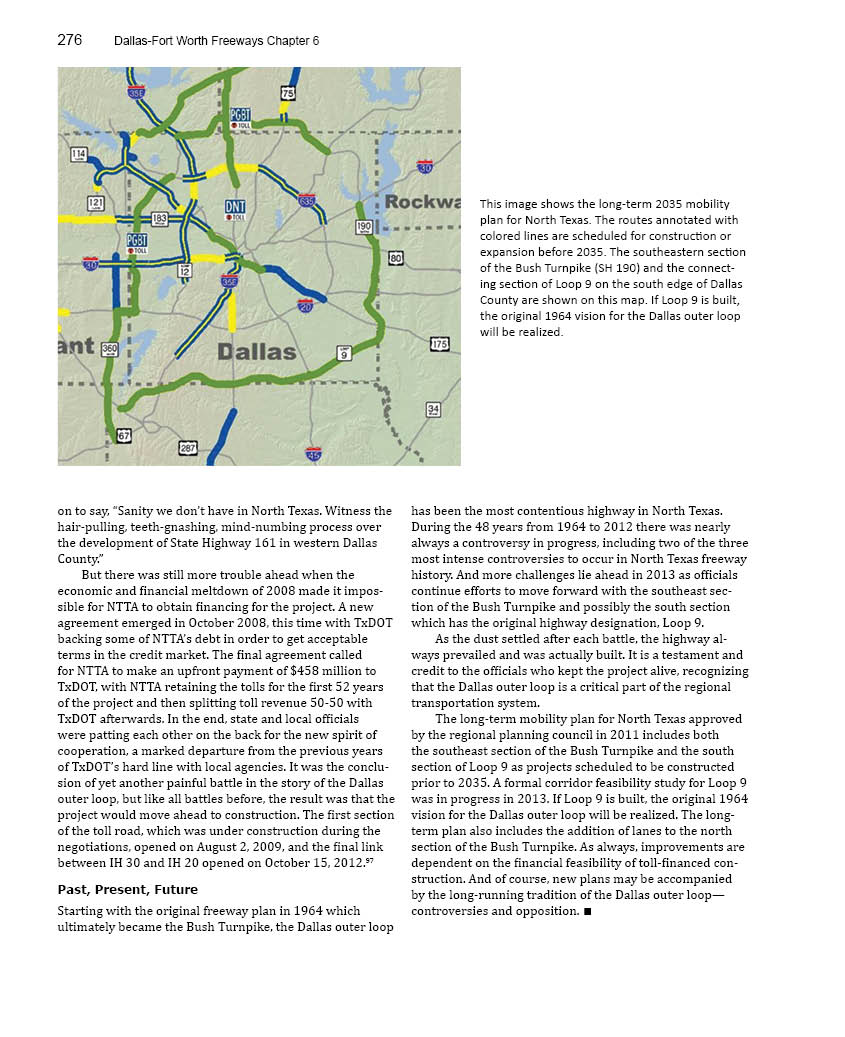 276 Dallas-Fort Worth Freeways Chapter 6
35E
75
PGBT
TOLL
114
30
121
635
Rockwa
DNT
TOLL
183
190
PGBT
TOLL
80
30
12
35E
20
ant
360
Dallas
9
175
34
67
287
45
This image shows the long-term 2035 mobility
plan for North Texas. The routes annotated with
colored lines are scheduled for construction or
expansion before 2035. The southeastern section
of the Bush Turnpike (SH 190) and the connect-
ing section of Loop 9 on the south edge of Dallas
County are shown on this map. If Loop 9 is built,
the original 1964 vision for the Dallas outer loop
will be realized.
on to say, “Sanity we don’t have in North Texas. Witness the
hair-pulling, teeth-gnashing, mind-numbing process over
the development of State Highway 161 in western Dallas
County.”
But there was still more trouble ahead when the
economic and financial meltdown of 2008 made it impos-
sible for NTTA to obtain financing for the project. A new
agreement emerged in October 2008, this time with TxDOT
backing some of NTTA’s debt in order to get acceptable
terms in the credit market. The final agreement called
for NTTA to make an upfront payment of $458 million to
TxDOT, with NTTA retaining the tolls for the first 52 years
of the project and then splitting toll revenue 50-50 with
TxDOT afterwards. In the end, state and local officials
were patting each other on the back for the new spirit of
cooperation, a marked departure from the previous years
of TxDOT’s hard line with local agencies. It was the conclu-
sion of yet another painful battle in the story of the Dallas
outer loop, but like all battles before, the result was that the
project would move ahead to construction. The first section
of the toll road, which was under construction during the
negotiations, opened on August 2, 2009, and the final link
between IH 30 and IH 20 opened on October 15, 2012.⁹⁷
Past, Present, Future
Starting with the original freeway plan in 1964 which
ultimately became the Bush Turnpike, the Dallas outer loop
has been the most contentious highway in North Texas.
During the 48 years from 1964 to 2012 there was nearly
always a controversy in progress, including two of the three
most intense controversies to occur in North Texas freeway
history. And more challenges lie ahead in 2013 as officials
continue efforts to move forward with the southeast sec-
tion of the Bush Turnpike and possibly the south section
which has the original highway designation, Loop 9.
As the dust settled after each battle, the highway al-
ways prevailed and was actually built. It is a testament and
credit to the officials who kept the project alive, recognizing
that the Dallas outer loop is a critical part of the regional
transportation system.
The long-term mobility plan for North Texas approved
by the regional planning council in 2011 includes both
the southeast section of the Bush Turnpike and the south
section of Loop 9 as projects scheduled to be constructed
prior to 2035. A formal corridor feasibility study for Loop 9
was in progress in 2013. If Loop 9 is built, the original 1964
vision for the Dallas outer loop will be realized. The long-
term plan also includes the addition of lanes to the north
section of the Bush Turnpike. As always, improvements are
dependent on the financial feasibility of toll-financed con-
struction. And of course, new plans may be accompanied
by the long-running tradition of the Dallas outer loop—
controversies and opposition. ■